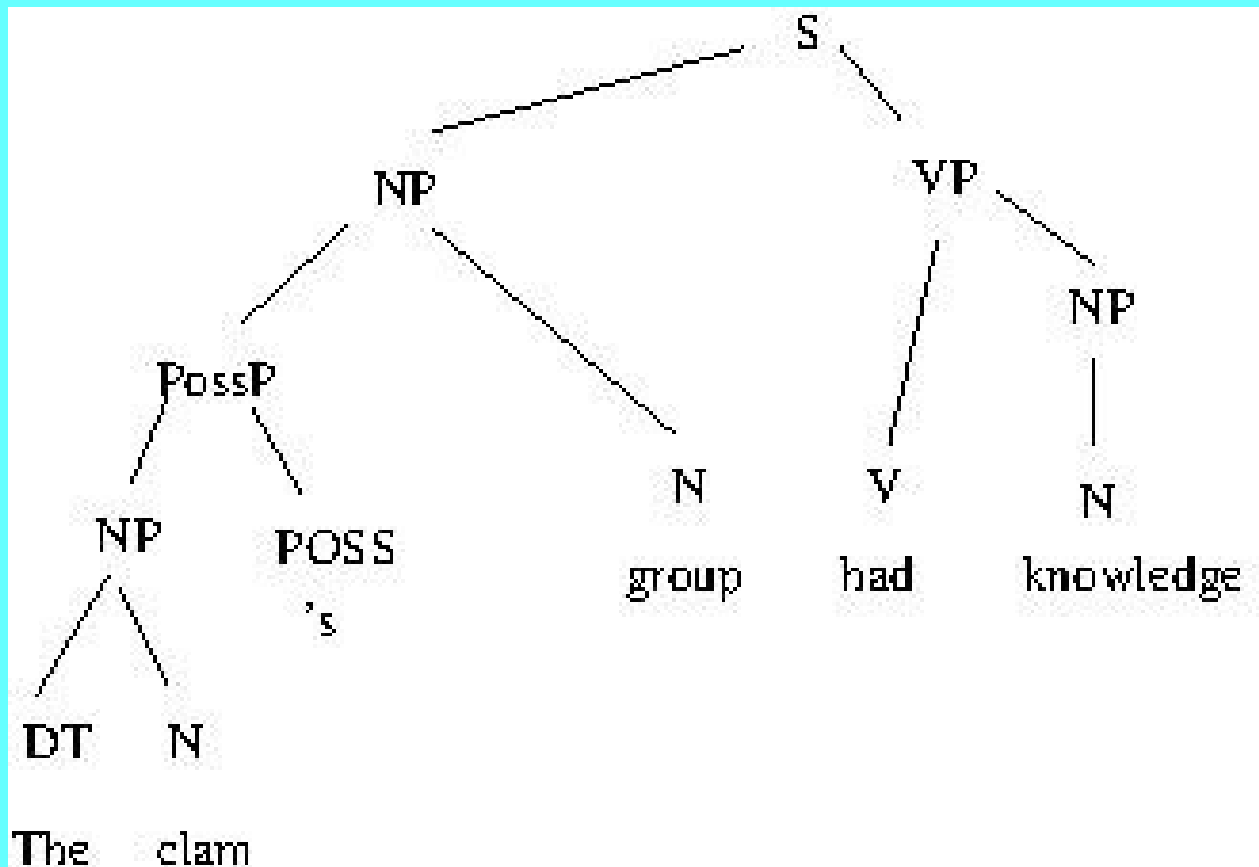 S
NP VP
NP
PossP
N V N
NP POSS
group had knowledge
's
DT N
The clam